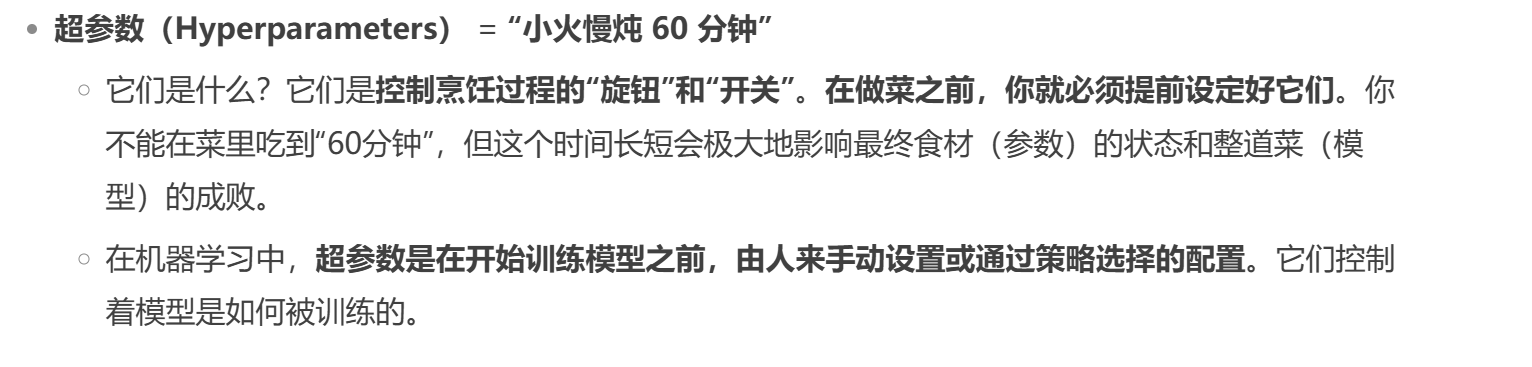 超参数（Hyperparameters） = “小火慢炖 60 分钟”
它们是什么？它们是控制烹饪过程的“旋钮”和“开关”。在做菜之前，你就必须提前设定好它们。你
不能在菜里吃到“60分钟”，但这个时间长短会极大地影响最终食材（参数）的状态和整道菜（模
型）的成败。
在机器学习中，超参数是在开始训练模型之前，由人来手动设置或通过策略选择的配置。它们控制
着模型是如何被训练的。